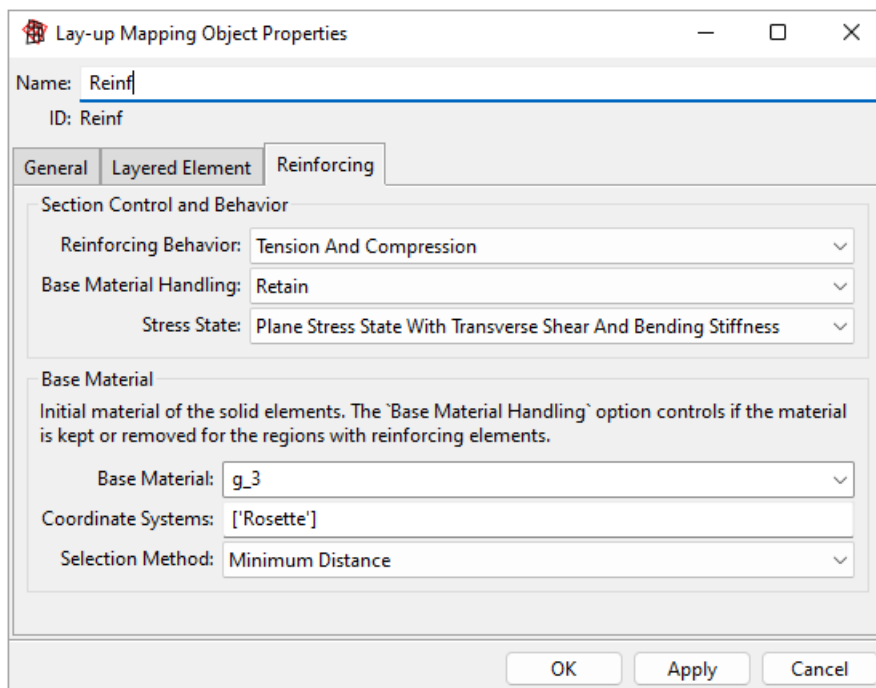 Lay-up Mapping Object Properties
Name: Reinf
ID: Reinf
General Layered Element Reinforcing
Section Control and Behavior
Reinforcing Behavior: Tension And Compression
Base Material Handling: Retain
Stress State: Plane Stress State With Transverse Shear And Bending Stiffness
Base Material
Initial material of the solid elements. The `Base Material Handling` option controls if the material
is kept or removed for the regions with reinforcing elements.
Base Material: g_3
Coordinate Systems: ['Rosette']
Selection Method: Minimum Distance
OK Apply Cancel